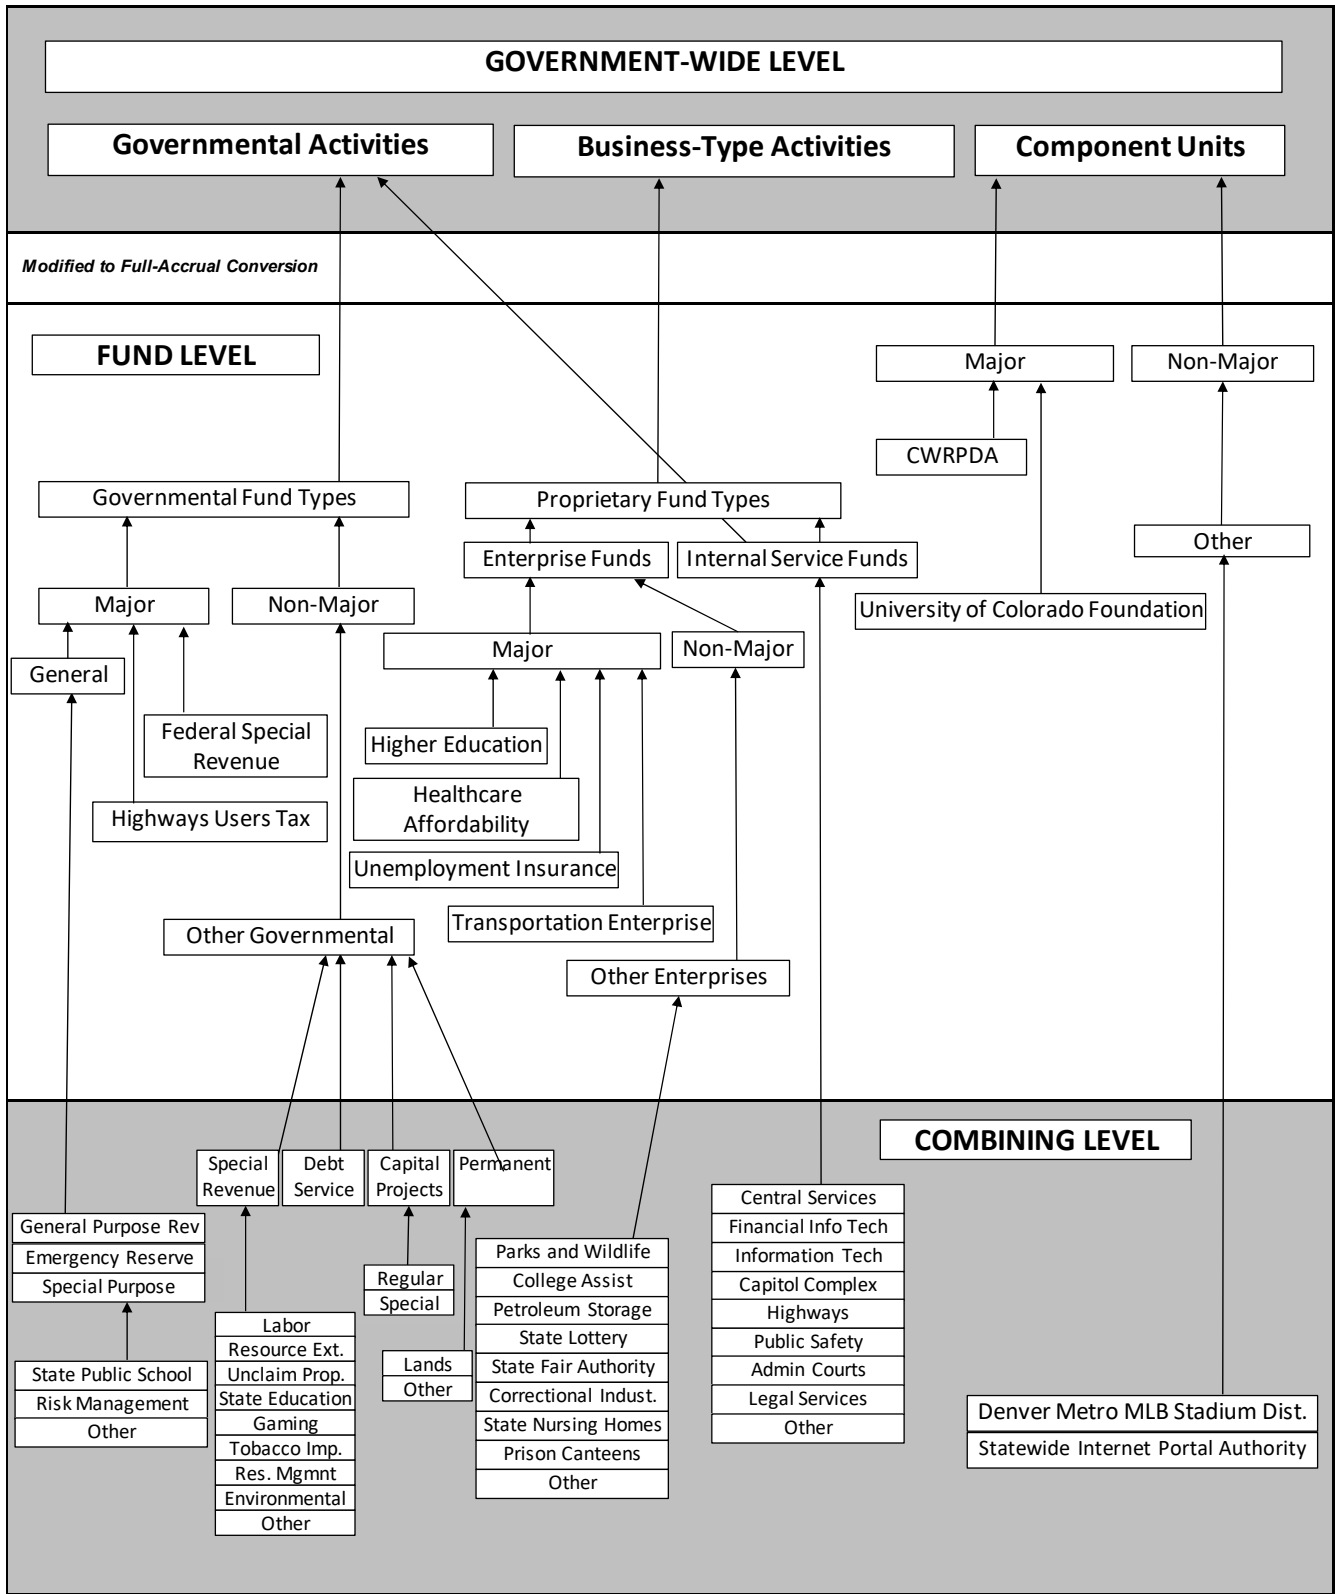 GOVERNMENT-WIDE LEVEL
Governmental Activities
Business-Type Activities
Component Units
Modified to Full-Accrual Conversion
FUND LEVEL
Major
Non-Major
CWRPDA
Governmental Fund Types
Proprietary Fund Types
Other
Enterprise Funds
Internal Service Funds
Major
Non-Major
University of Colorado Foundation
Major
Non-Major
General
Federal Special
Revenue
Higher Education
Healthcare
Affordability
Highways Users Tax
Unemployment Insurance
Transportation Enterprise
Other Governmental
Other Enterprises
COMBINING LEVEL
Special
Revenue
Debt
Service
Capital
Projects
Permanent
General Purpose Rev
Emergency Reserve
Special Purpose
State Public School
Risk Management
Other
Labor
Resource Ext.
Unclaim Prop.
State Education
Gaming
Tobacco Imp.
Res. Mgmnt
Environmental
Other
Regular
Special
Lands
Other
Parks and Wildlife
College Assist
Petroleum Storage
State Lottery
State Fair Authority
Correctional Indust.
State Nursing Homes
Prison Canteens
Other
Central Services
Financial Info Tech
Information Tech
Capitol Complex
Highways
Public Safety
Admin Courts
Legal Services
Other
Denver Metro MLB Stadium Dist.
Statewide Internet Portal Authority